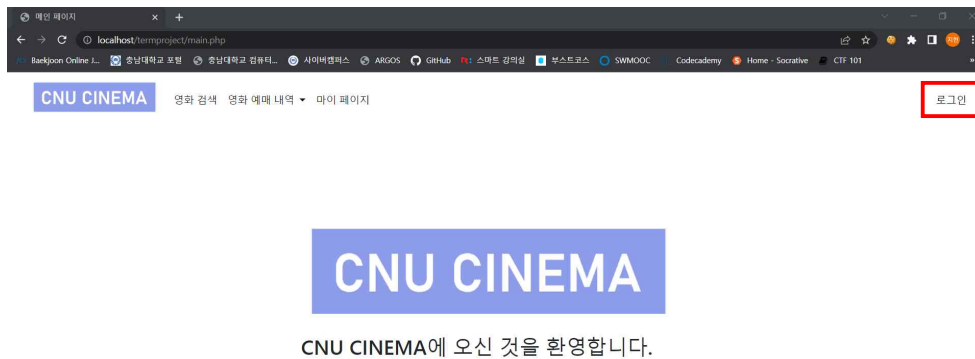 메인 페이지
localhost/termproject/main.php
Baekjoon Online J... 충남대학교 포털 충남대학교 컴퓨터... 사이버캠퍼스 ARGOS GitHub 스마트 강의실 부스트코스 SWMOOC Codecademy Home - Socrative CTF 101
CNU CINEMA 영화 검색 영화 예매 내역 마이 페이지 로그인
CNU CINEMA
CNU CINEMA에 오신 것을 환영합니다.